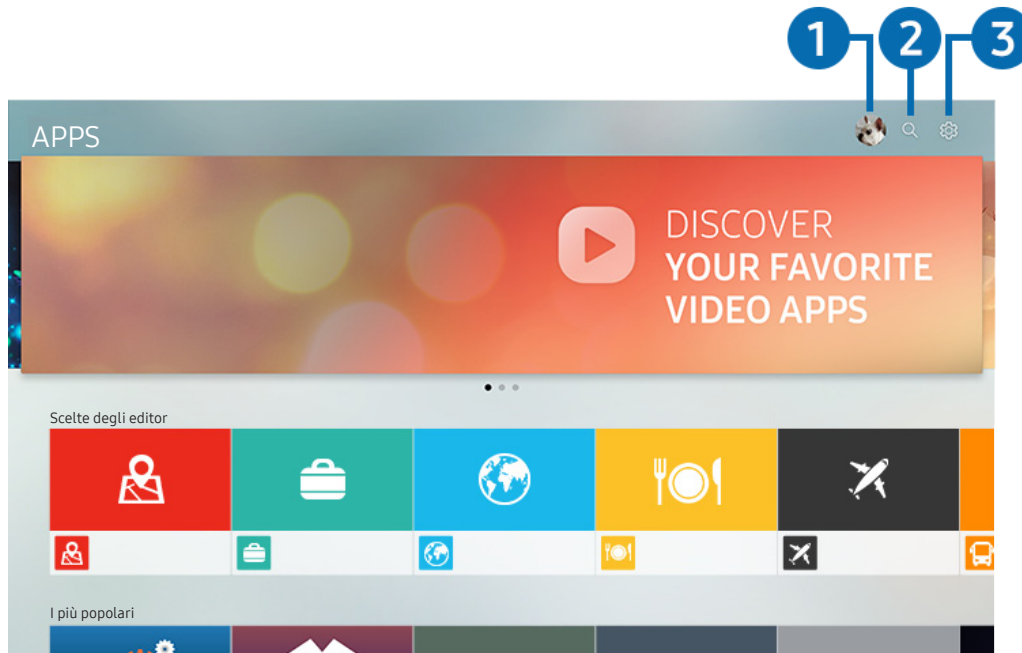 1 2 3
APPS
DISCOVER
YOUR FAVORITE
VIDEO APPS
Scelte degli editor
I più popolari